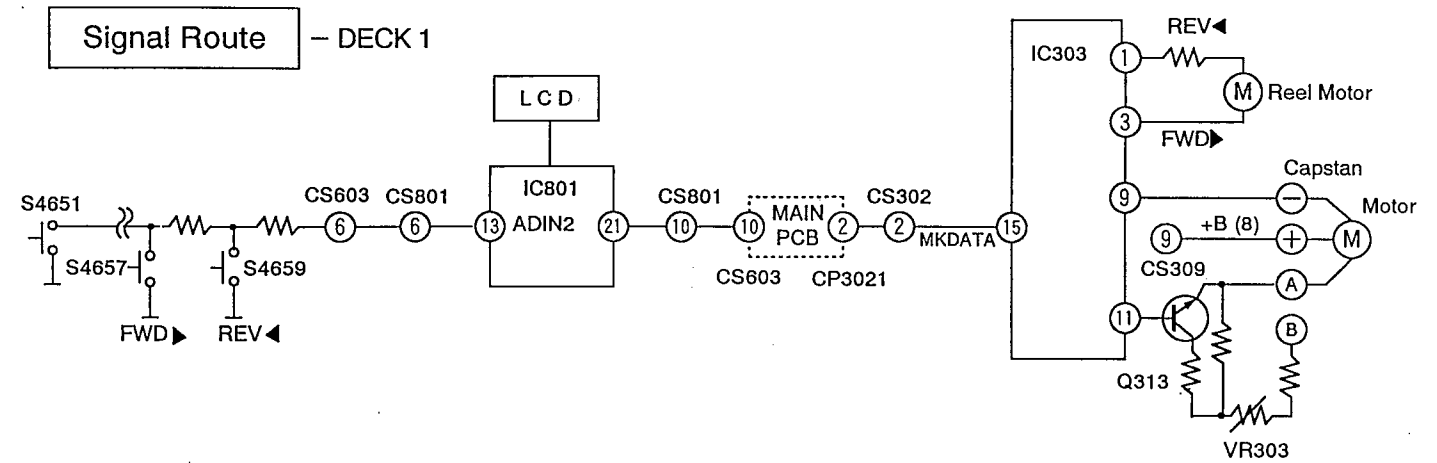 Signal Route – DECK 1
LCD
IC801
13 ADIN2 21
S4651
S4657
FWD▶
S4659
REV◀
CS603
6
CS801
6
CS801
10
10 MAIN PCB 2
CS603
CP3021
CS302
2
MKDATA
15
IC303
1
REV◀
M Reel Motor
3
FWD▶
9
Capstan
−
Motor
9 +B (8) + M
CS309
A
11
B
Q313
VR303